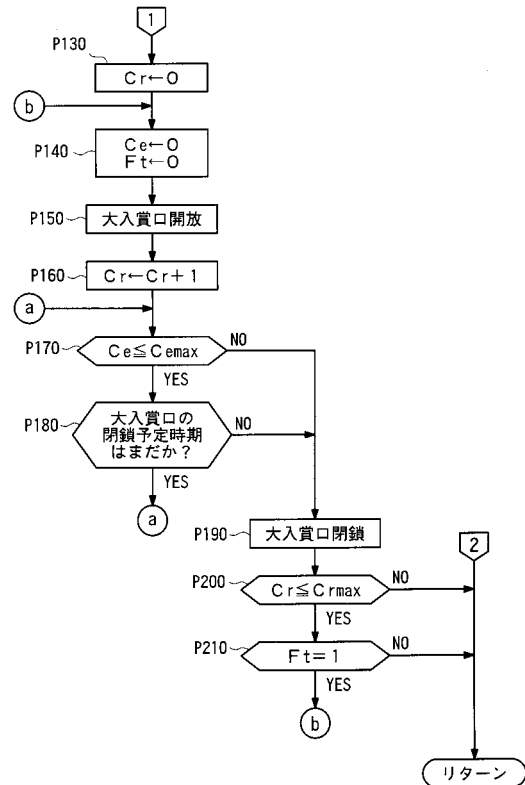 1
P130
Cr←0
b
P140
Ce←0
Ft←0
P150
大入賞口開放
P160
Cr←Cr+1
a
P170
Ce≦Cemax
NO
YES
P180
大入賞口の
閉鎖予定時期
はまだか？
NO
YES
a
P190
大入賞口閉鎖
2
P200
Cr≦Crmax
NO
YES
P210
Ft=1
NO
YES
b
リターン